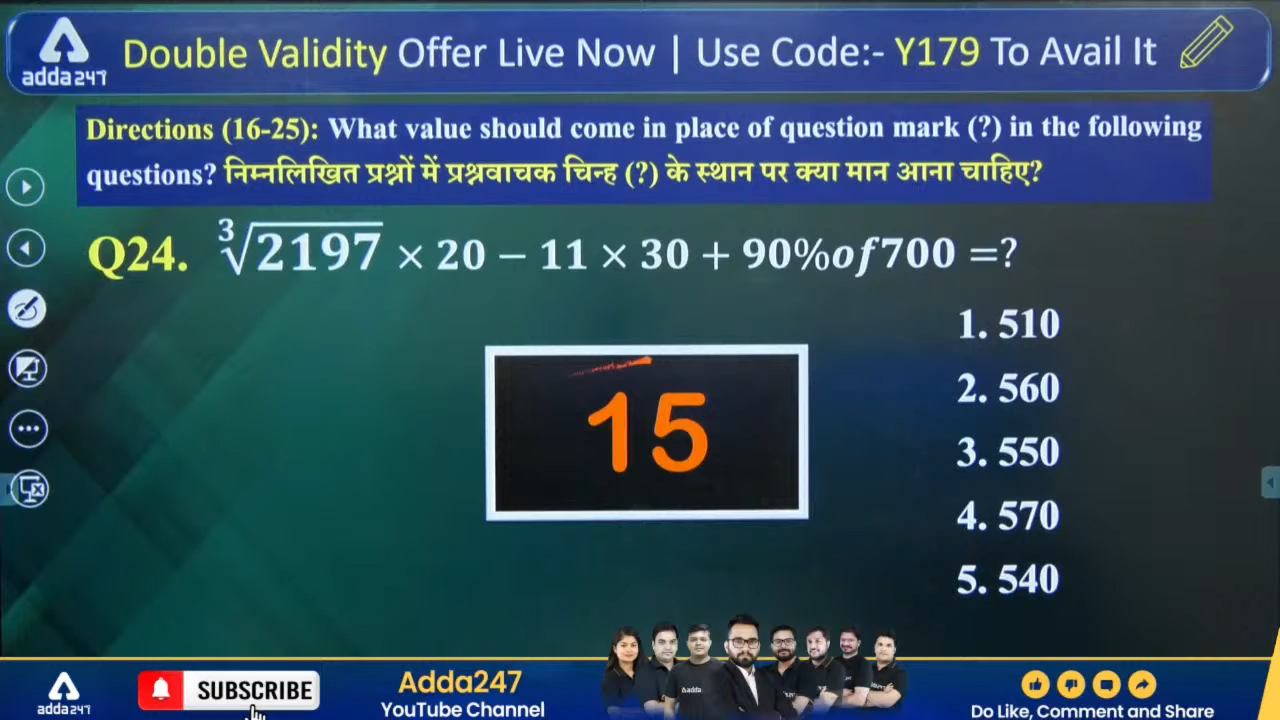 adda247
Double Validity Offer Live Now | Use Code:- Y179 To Avail It
Directions (16-25): What value should come in place of question mark (?) in the following
questions? निम्नलिखित प्रश्नों में प्रश्नवाचक चिन्ह (?) के स्थान पर क्या मान आना चाहिए?
Q24. ∛2197 × 20 − 11 × 30 + 90%of700 =?
1. 510
2. 560
3. 550
4. 570
5. 540
15
adda247
SUBSCRIBE
Adda247
YouTube Channel
Do Like, Comment and Share